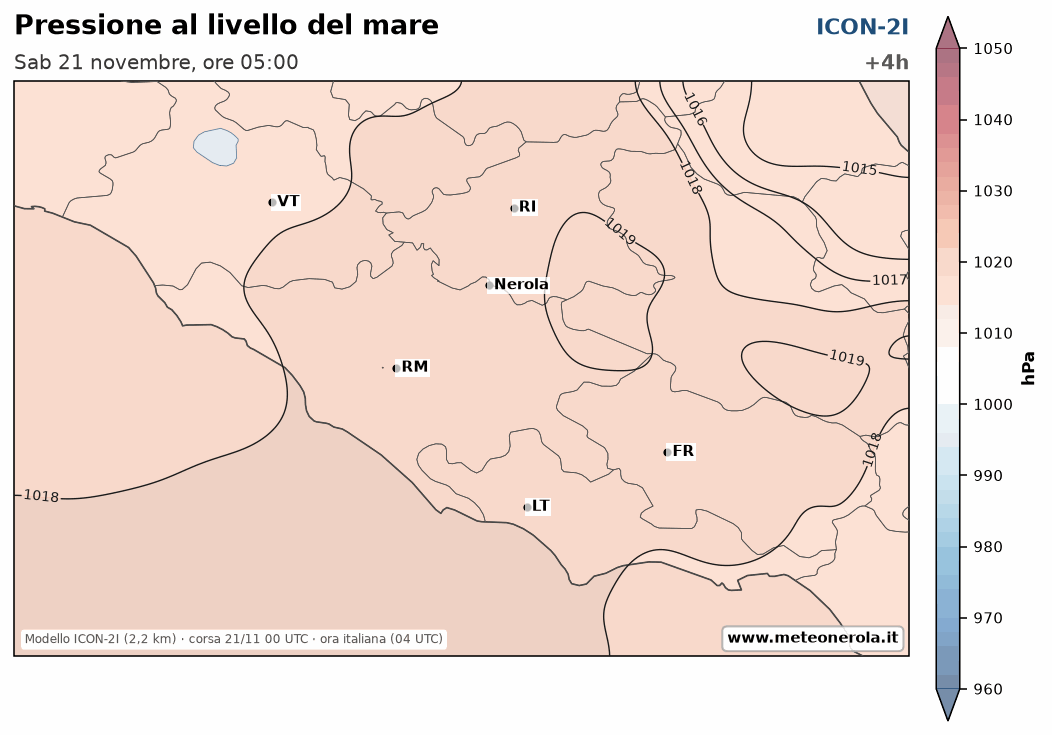 Pressione al livello del mare
ICON-2I
Sab 21 novembre, ore 05:00
+4h
1016
1015
1018
VT
RI
1019
1017
Nerola
1019
RM
1018
FR
1018
LT
Modello ICON-2I (2,2 km) · corsa 21/11 00 UTC · ora italiana (04 UTC)
www.meteonerola.it
1050
1040
1030
1020
1010
1000
990
980
970
960
hPa